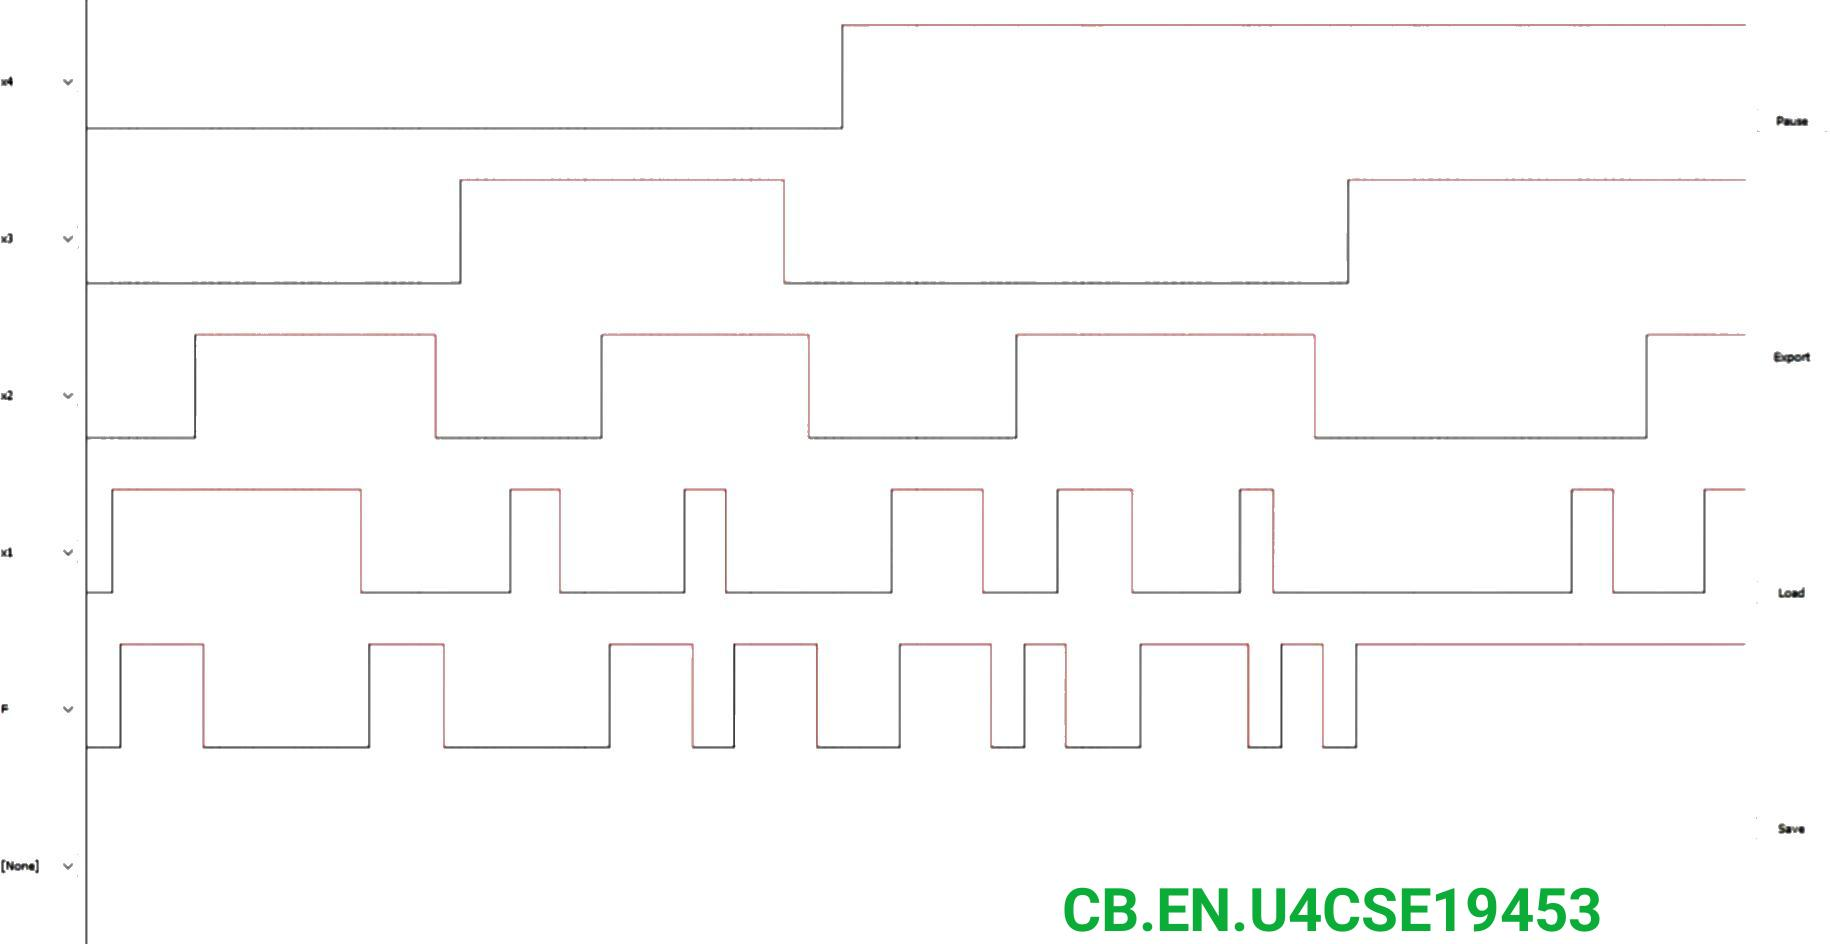 x4
Pause
x3
Export
x2
x1
Load
F
Save
[None]
CB.EN.U4CSE19453